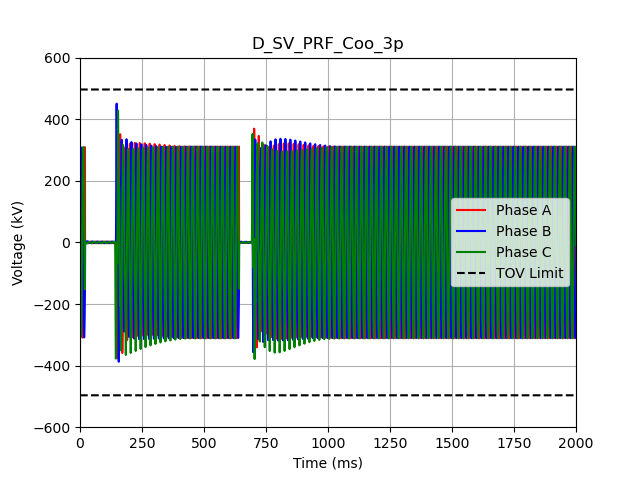 D_SV_PRF_Coo_3p
600
400
200
0
−200
−400
−600
Voltage (kV)
Phase A
Phase B
Phase C
TOV Limit
0 250 500 750 1000 1250 1500 1750 2000
Time (ms)